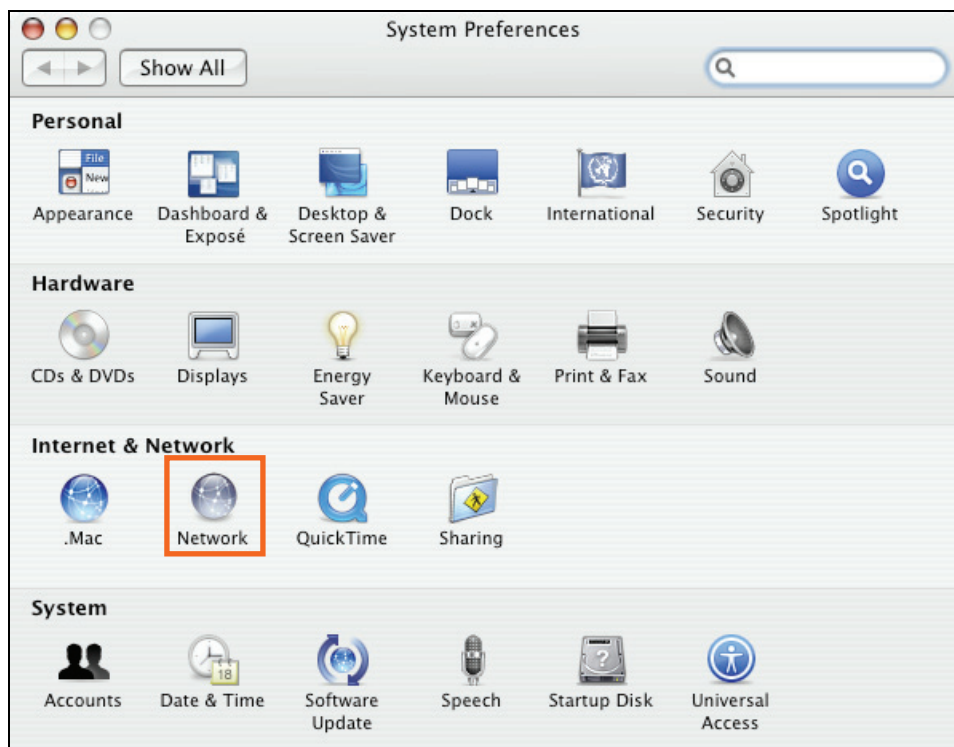 System Preferences
Show All
Personal
File
New
Appearance
Dashboard &
Exposé
Desktop &
Screen Saver
Dock
International
Security
Spotlight
Hardware
CDs & DVDs
Displays
Energy
Saver
Keyboard &
Mouse
Print & Fax
Sound
Internet & Network
.Mac
Network
QuickTime
Sharing
System
18
?
Accounts
Date & Time
Software
Update
Speech
Startup Disk
Universal
Access